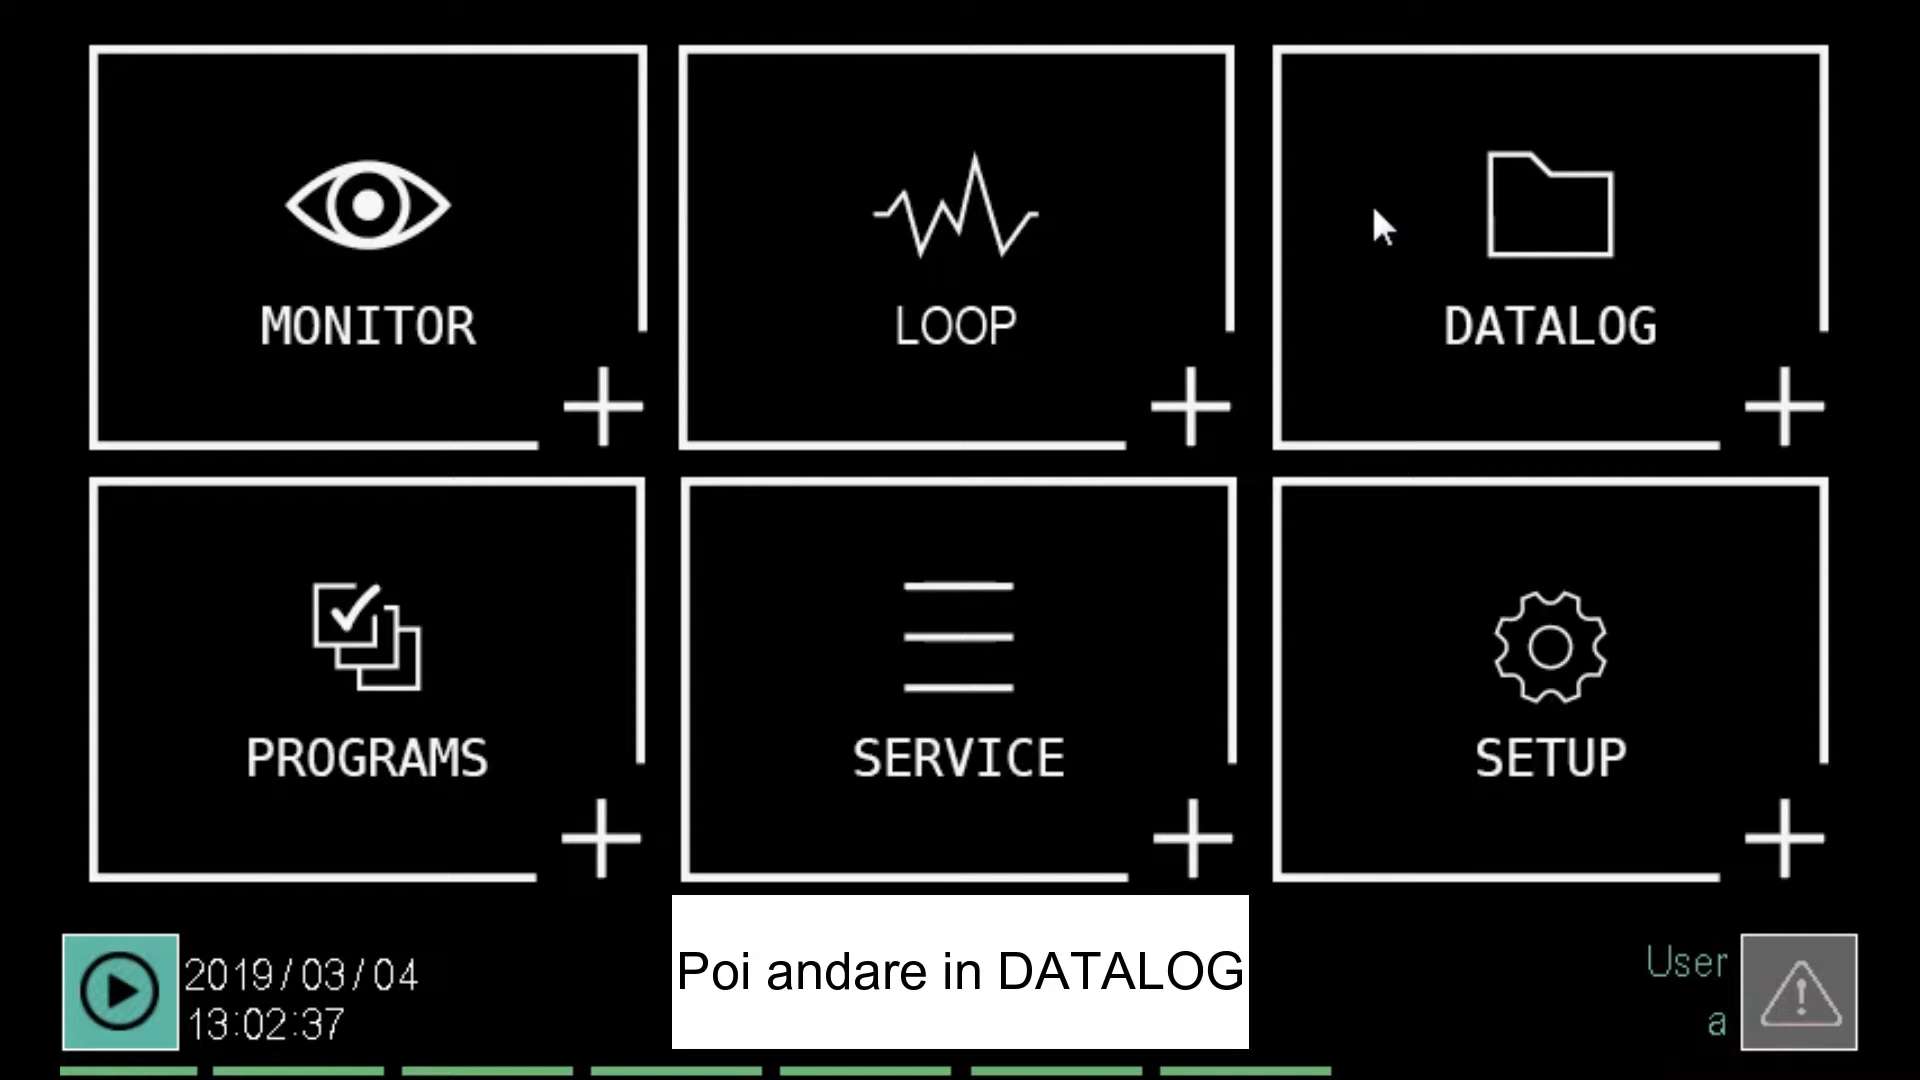 MONITOR
LOOP
DATALOG
PROGRAMS
SERVICE
SETUP
2019/03/04
13:02:37
Poi andare in DATALOG
User
a